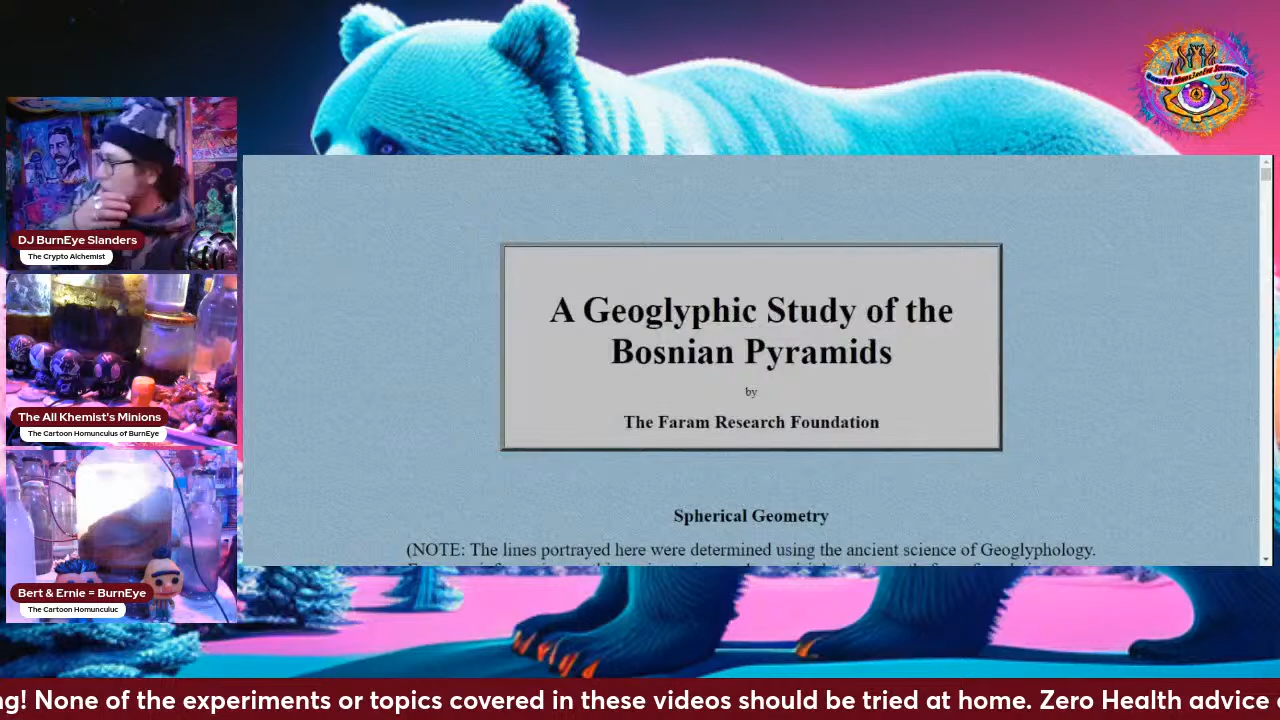 DJ BurnEye Slanders
The Crypto Alchemist
The All Khemist's Minions
The Cartoon Homunculus of BurnEye
Bert & Ernie = BurnEye
The Cartoon Homunculuc
A Geoglyphic Study of the
Bosnian Pyramids
by
The Faram Research Foundation
Spherical Geometry
(NOTE: The lines portrayed here were determined using the ancient science of Geoglyphology.
ng! None of the experiments or topics covered in these videos should be tried at home. Zero Health advice